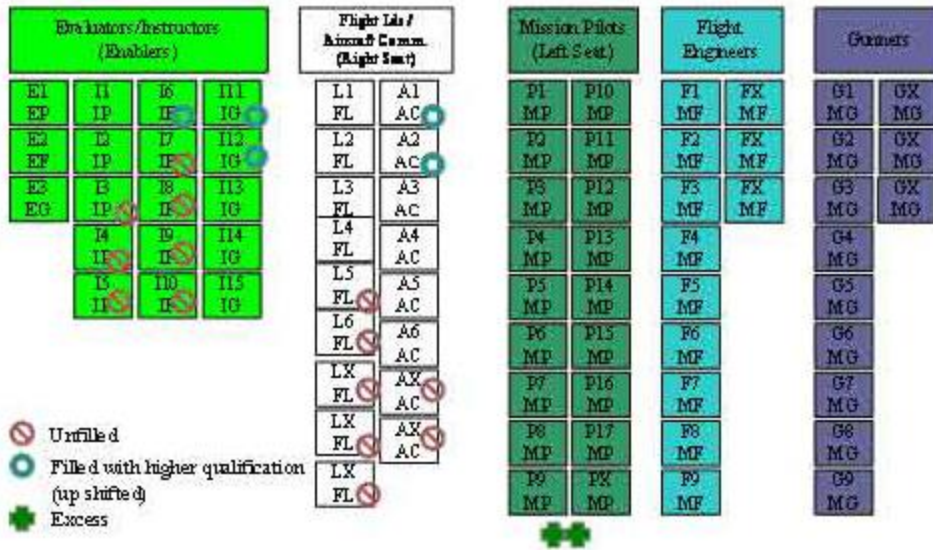 Evaluators/Instructors
(Enablers)
E1
EP
E2
EF
E3
EG
I1
IP
I2
IP
I3
IP
I4
I5
I6
I7
I8
I9
I10
I11
IG
I12
IG
I13
IG
I14
IG
I15
IG
Flight Lds /
Aircraft Comm.
(Right Seat)
L1
FL
L2
FL
L3
FL
L4
FL
L5
FL
L6
FL
LX
FL
LX
FL
LX
FL
A1
AC
A2
AC
A3
AC
A4
AC
A5
AC
A6
AC
AX
AC
AX
AC
Mission Pilots
(Left Seat)
P1
MP
P2
MP
P3
MP
P4
MP
P5
MP
P6
MP
P7
MP
P8
MP
P9
MP
P10
MP
P11
MP
P12
MP
P13
MP
P14
MP
P15
MP
P16
MP
P17
MP
PX
MP
Flight
Engineers
F1
MF
F2
MF
F3
MF
F4
MF
F5
MF
F6
MF
F7
MF
F8
MF
F9
MF
FX
MF
FX
MF
FX
MF
Gunners
G1
MG
G2
MG
G3
MG
G4
MG
G5
MG
G6
MG
G7
MG
G8
MG
G9
MG
GX
MG
GX
MG
GX
MG
Unfilled
Filled with higher qualification
(up shifted)
Excess